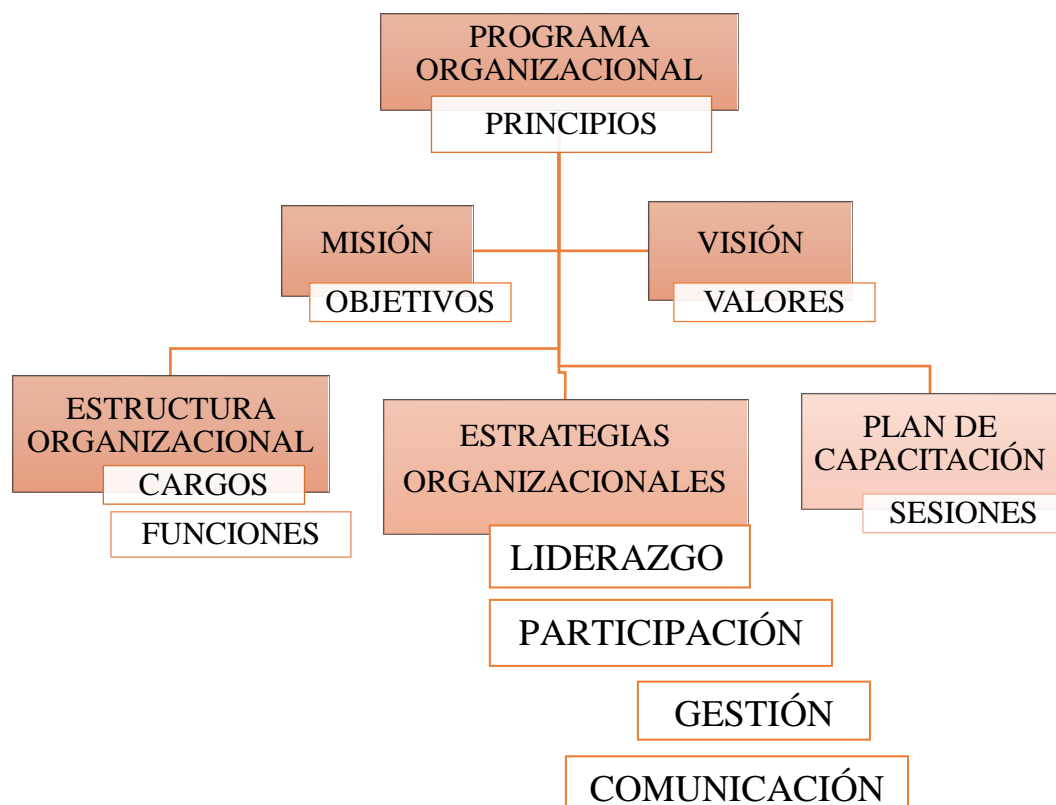 PROGRAMA
ORGANIZACIONAL
PRINCIPIOS
MISIÓN
OBJETIVOS
VISIÓN
VALORES
ESTRUCTURA
ORGANIZACIONAL
CARGOS
FUNCIONES
ESTRATEGIAS
ORGANIZACIONALES
LIDERAZGO
PARTICIPACIÓN
GESTIÓN
COMUNICACIÓN
PLAN DE
CAPACITACIÓN
SESIONES